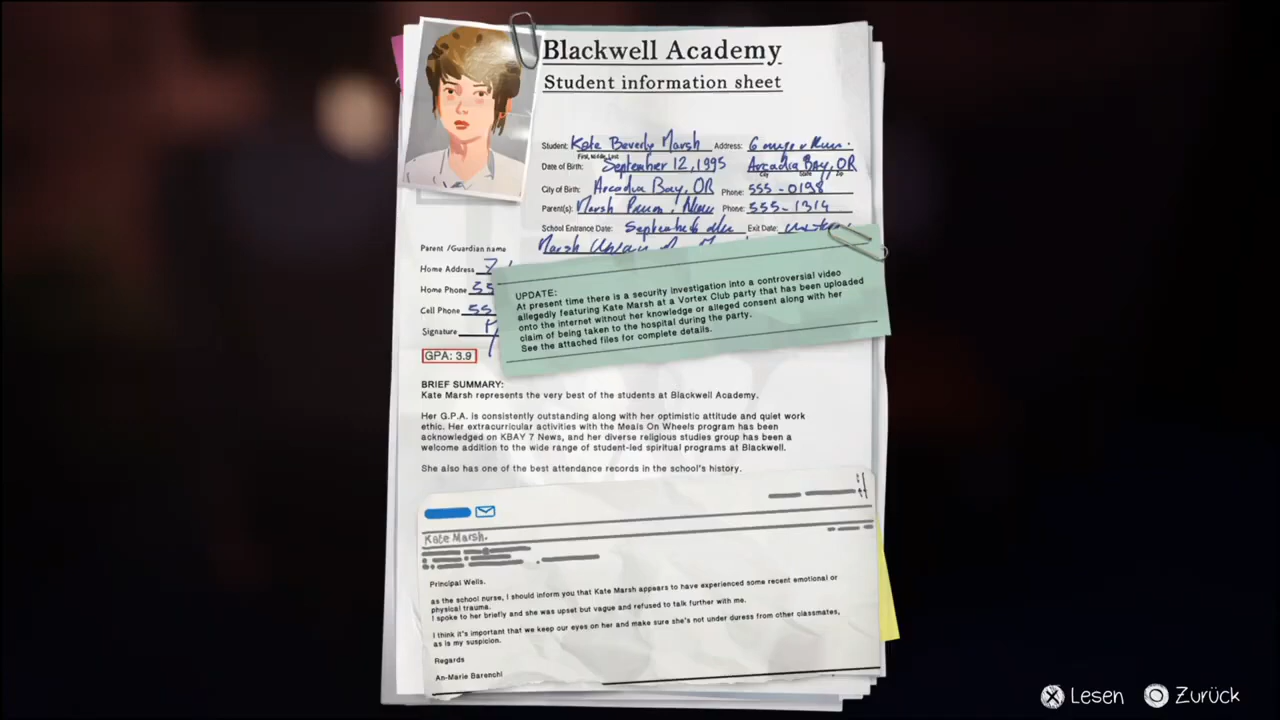 Blackwell Academy
Student information sheet
Student: Kate Beverly Marsh Address:
First, Middle, Last
Date of Birth: September 12, 1995 Arcadia Bay, OR
City State Zip
City of Birth: Arcadia Bay, OR Phone: 555-0198
Parent(s): Marsh Phone: 555-1314
School Entrance Date: September Exit Date:
Marsh
Parent /Guardian name
Home Address 7
Home Phone 55
Cell Phone 55
Signature
GPA: 3.9
UPDATE:
At present time there is a security investigation into a controversial video
allegedly featuring Kate Marsh at a Vortex Club party that has been uploaded
onto the internet without her knowledge or alleged consent along with her
claim of being taken to the hospital during the party.
See the attached files for complete details.
BRIEF SUMMARY:
Kate Marsh represents the very best of the students at Blackwell Academy.
Her G.P.A. is consistently outstanding along with her optimistic attitude and quiet work
ethic. Her extracurricular activities with the Meals On Wheels program has been
acknowledged on KBAY 7 News, and her diverse religious studies group has been a
welcome addition to the wide range of student-led spiritual programs at Blackwell.
She also has one of the best attendance records in the school's history.
Kate Marsh.
Principal Wells.
as the school nurse, I should inform you that Kate Marsh appears to have experienced some recent emotional or
physical trauma.
I spoke to her briefly and she was upset but vague and refused to talk further with me.
I think it's important that we keep our eyes on her and make sure she's not under duress from other classmates,
as is my suspicion.
Regards
An-Marie Barenchi
Lesen
Zurück